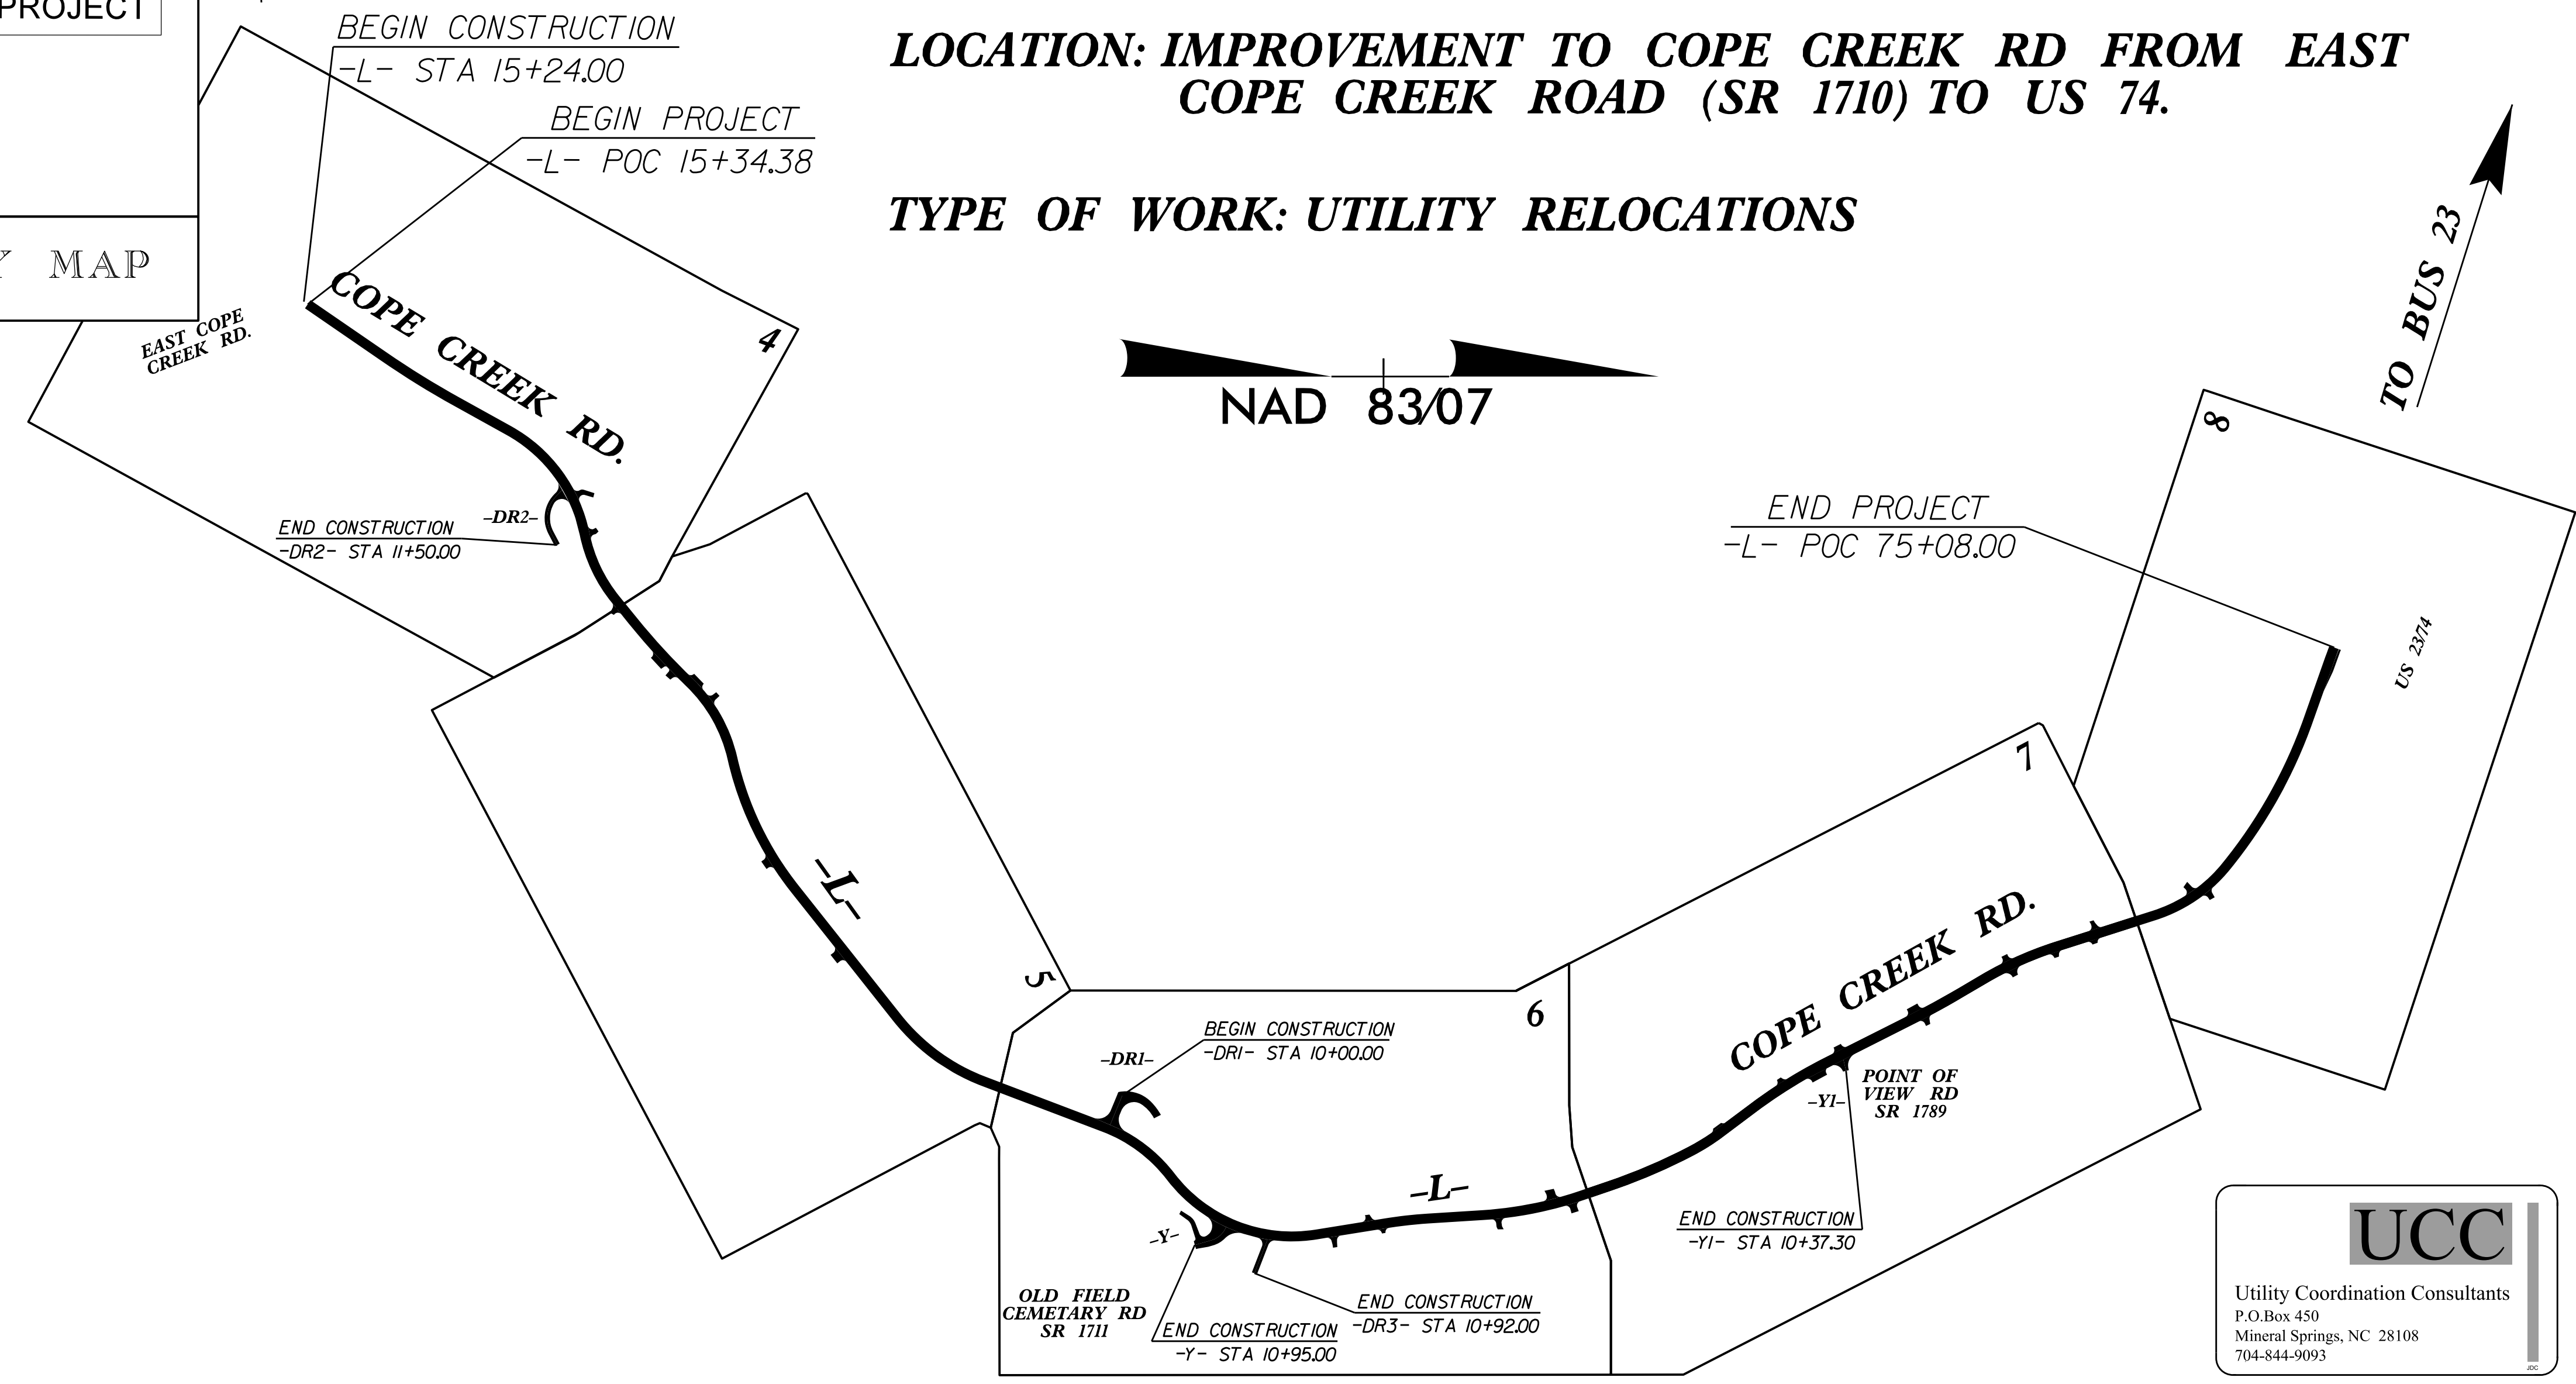 PROJECT
Y MAP
BEGIN CONSTRUCTION
-L- STA 15+24.00
BEGIN PROJECT
-L- POC 15+34.38
LOCATION: IMPROVEMENT TO COPE CREEK RD FROM EAST
COPE CREEK ROAD (SR 1710) TO US 74.
TYPE OF WORK: UTILITY RELOCATIONS
NAD 83/07
TO BUS 23
EAST COPE
CREEK RD.
COPE CREEK RD.
4
END CONSTRUCTION
-DR2- STA 11+50.00
-DR2-
END PROJECT
-L- POC 75+08.00
8
US 23/74
-L-
5
6
7
BEGIN CONSTRUCTION
-DR1- STA 10+00.00
-DR1-
COPE CREEK RD.
-Y1-
POINT OF
VIEW RD
SR 1789
-L-
END CONSTRUCTION
-Y1- STA 10+37.30
-Y-
OLD FIELD
CEMETARY RD
SR 1711
END CONSTRUCTION
-Y- STA 10+95.00
END CONSTRUCTION
-DR3- STA 10+92.00
UCC
Utility Coordination Consultants
P.O.Box 450
Mineral Springs, NC 28108
704-844-9093
JDC